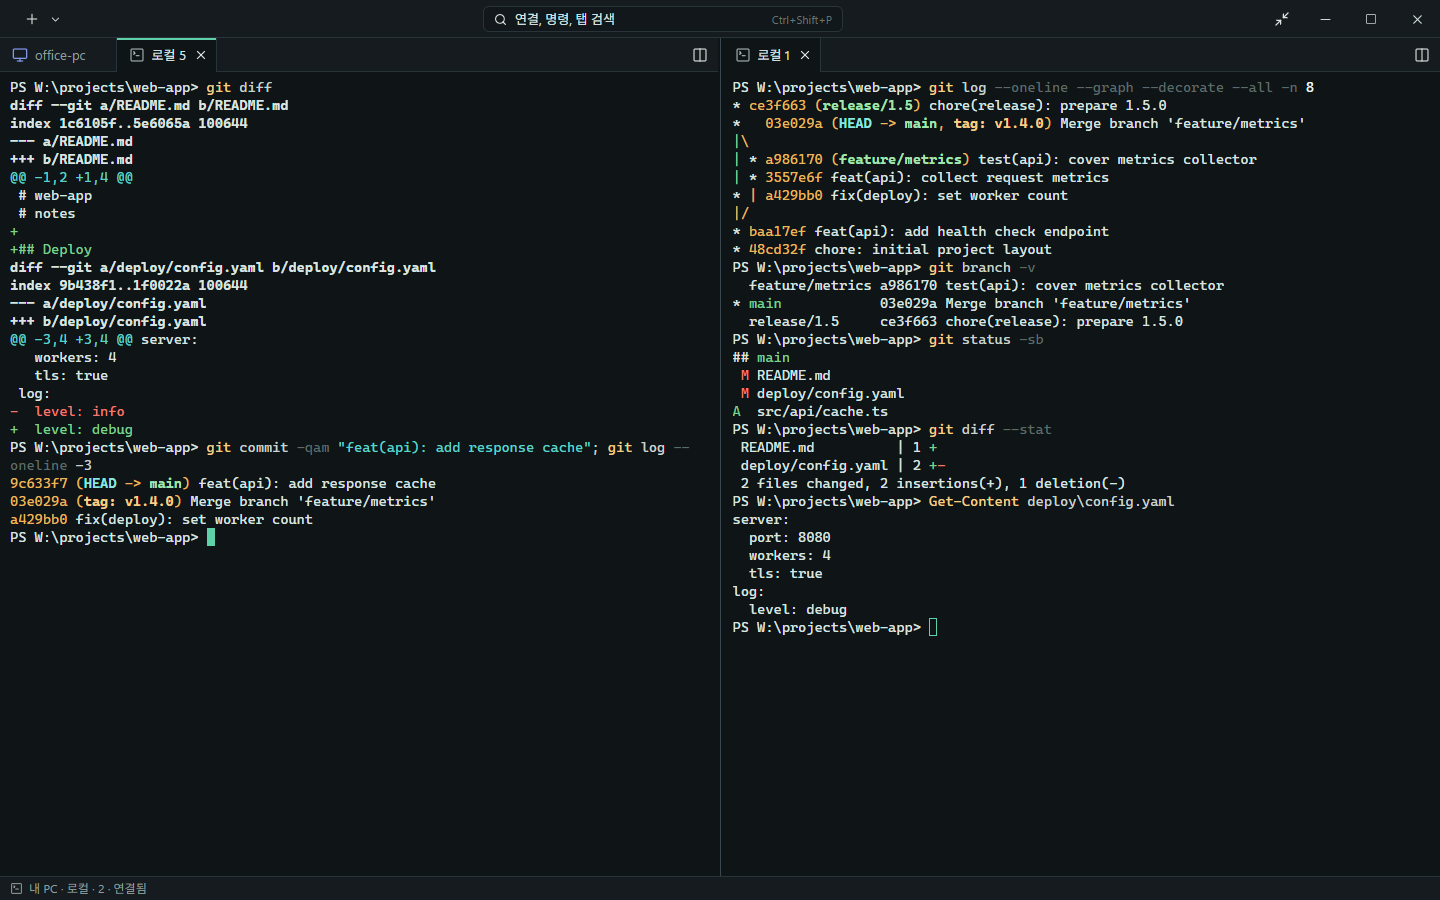 연결, 명령, 탭 검색
Ctrl+Shift+P
office-pc
로컬 5
PS W:\projects\web-app> git diff
diff --git a/README.md b/README.md
index 1c6105f..5e6065a 100644
--- a/README.md
+++ b/README.md
@@ -1,2 +1,4 @@
 # web-app
 # notes
+
+## Deploy
diff --git a/deploy/config.yaml b/deploy/config.yaml
index 9b438f1..1f0022a 100644
--- a/deploy/config.yaml
+++ b/deploy/config.yaml
@@ -3,4 +3,4 @@ server:
   workers: 4
   tls: true
 log:
-  level: info
+  level: debug
PS W:\projects\web-app> git commit -qam "feat(api): add response cache"; git log --
oneline -3
9c633f7 (HEAD -> main) feat(api): add response cache
03e029a (tag: v1.4.0) Merge branch 'feature/metrics'
a429bb0 fix(deploy): set worker count
PS W:\projects\web-app>
로컬 1
PS W:\projects\web-app> git log --oneline --graph --decorate --all -n 8
* ce3f663 (release/1.5) chore(release): prepare 1.5.0
*   03e029a (HEAD -> main, tag: v1.4.0) Merge branch 'feature/metrics'
|\
| * a986170 (feature/metrics) test(api): cover metrics collector
| * 3557e6f feat(api): collect request metrics
* | a429bb0 fix(deploy): set worker count
|/
* baa17ef feat(api): add health check endpoint
* 48cd32f chore: initial project layout
PS W:\projects\web-app> git branch -v
  feature/metrics a986170 test(api): cover metrics collector
* main            03e029a Merge branch 'feature/metrics'
  release/1.5     ce3f663 chore(release): prepare 1.5.0
PS W:\projects\web-app> git status -sb
## main
 M README.md
 M deploy/config.yaml
A  src/api/cache.ts
PS W:\projects\web-app> git diff --stat
 README.md          | 1 +
 deploy/config.yaml | 2 +-
 2 files changed, 2 insertions(+), 1 deletion(-)
PS W:\projects\web-app> Get-Content deploy\config.yaml
server:
  port: 8080
  workers: 4
  tls: true
log:
  level: debug
PS W:\projects\web-app>
내 PC · 로컬 · 2 · 연결됨